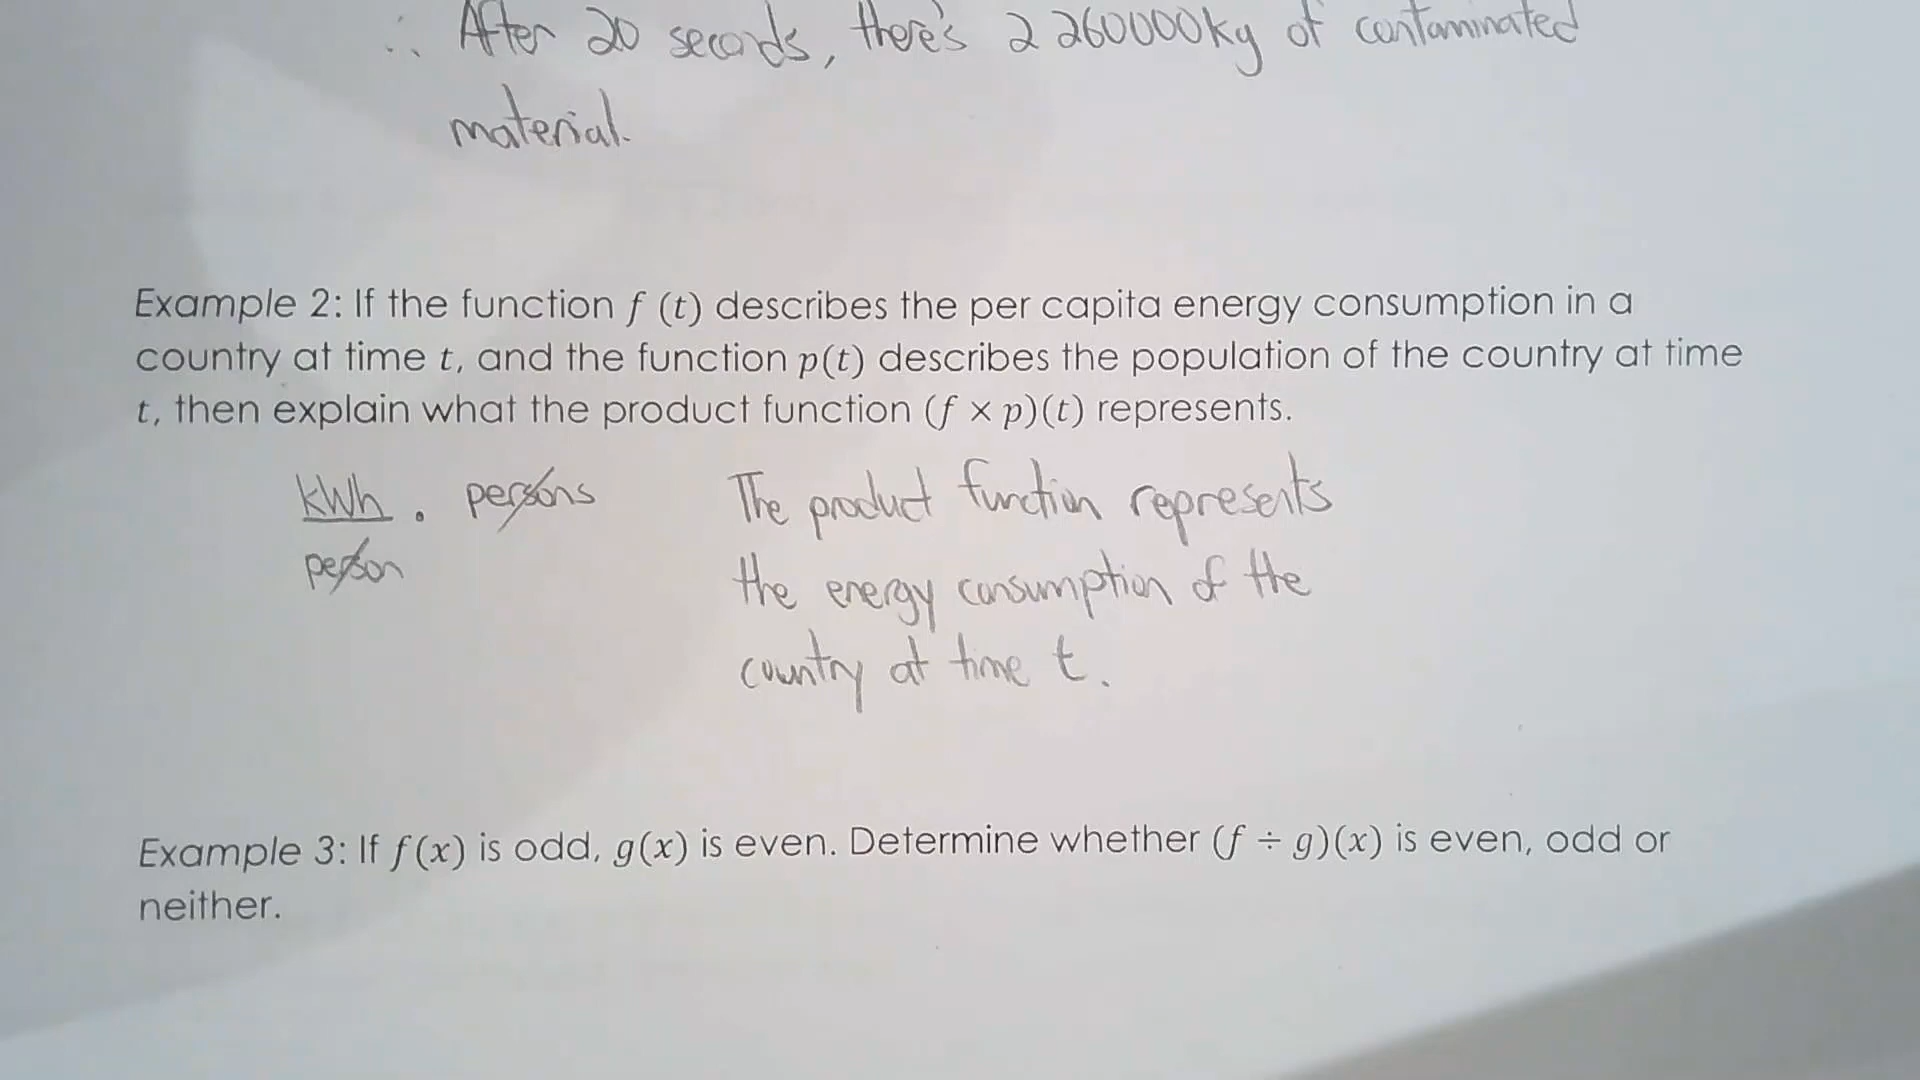 ∴ After 20 seconds, there's 2 260000kg of contaminated
material.
Example 2: If the function f (t) describes the per capita energy consumption in a
country at time t, and the function p(t) describes the population of the country at time
t, then explain what the product function (f × p)(t) represents.
kWh . persons
person
The product function represents
the energy consumption of the
country at time t.
Example 3: If f(x) is odd, g(x) is even. Determine whether (f ÷ g)(x) is even, odd or
neither.